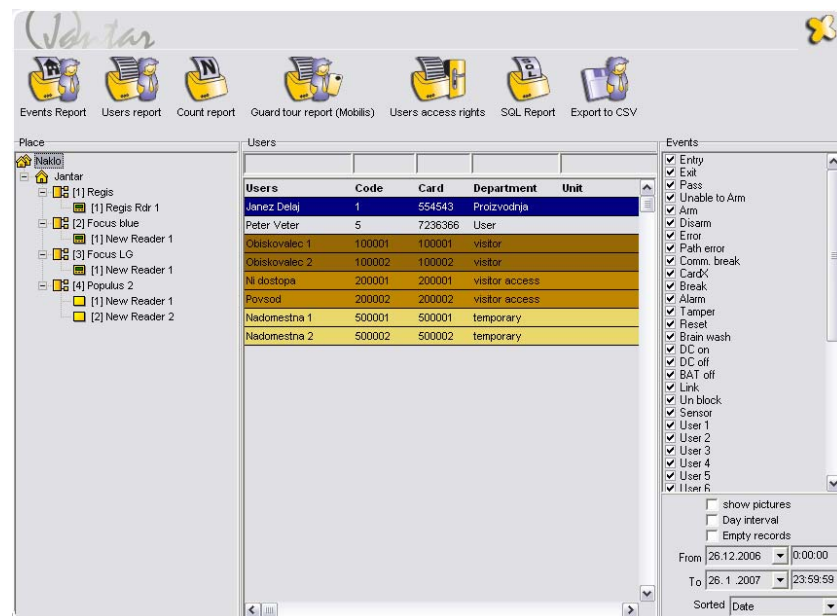 Jantar
Events Report Users report Count report Guard tour report (Mobilis) Users access rights SQL Report Export to CSV
Place
Naklo
Jantar
[1] Regis
[1] Regis Rdr 1
[2] Focus blue
[1] New Reader 1
[3] Focus LG
[1] New Reader 1
[4] Populus 2
[1] New Reader 1
[2] New Reader 2
Users
Users Code Card Department Unit
Janez Delaj 1 554543 Proizvodnja
Peter Veter 5 7236366 User
Obiskovalec 1 100001 100001 visitor
Obiskovalec 2 100002 100002 visitor
Ni dostopa 200001 200001 visitor access
Povsod 200002 200002 visitor access
Nadomestna 1 500001 500001 temporary
Nadomestna 2 500002 500002 temporary
Events
Entry
Exit
Pass
Unable to Arm
Arm
Disarm
Error
Path error
Comm. break
CardX
Break
Alarm
Tamper
Reset
Brain wash
DC on
DC off
BAT off
Link
Un block
Sensor
User 1
User 2
User 3
User 4
User 5
User 6
show pictures
Day interval
Empty records
From 26.12.2006 0:00:00
To 26. 1 .2007 23:59:59
Sorted Date